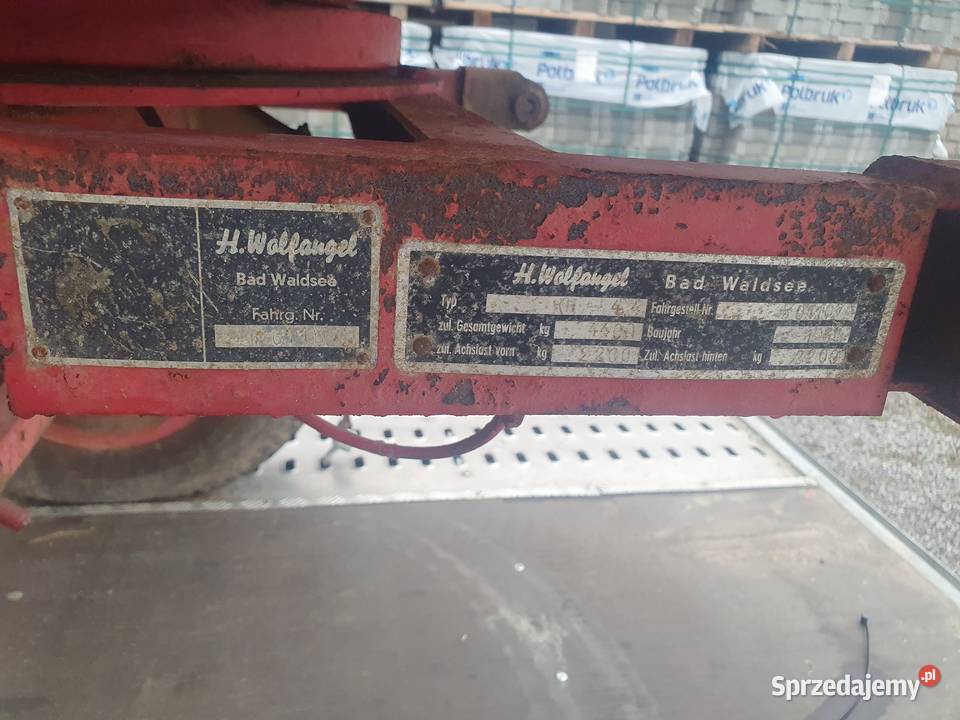 Polbruk
Polbruk
Polbruk
H. Wolfangel
Bad Waldsee
Fahrg. Nr.
H. Wolfangel Bad Waldsee
Typ Fahrgestell-Nr.
zul. Gesamtgewicht kg 4400 Baujahr
zul. Achslast vorn kg 2200 Zul. Achslast hinten kg 2200
Sprzedajemy.pl